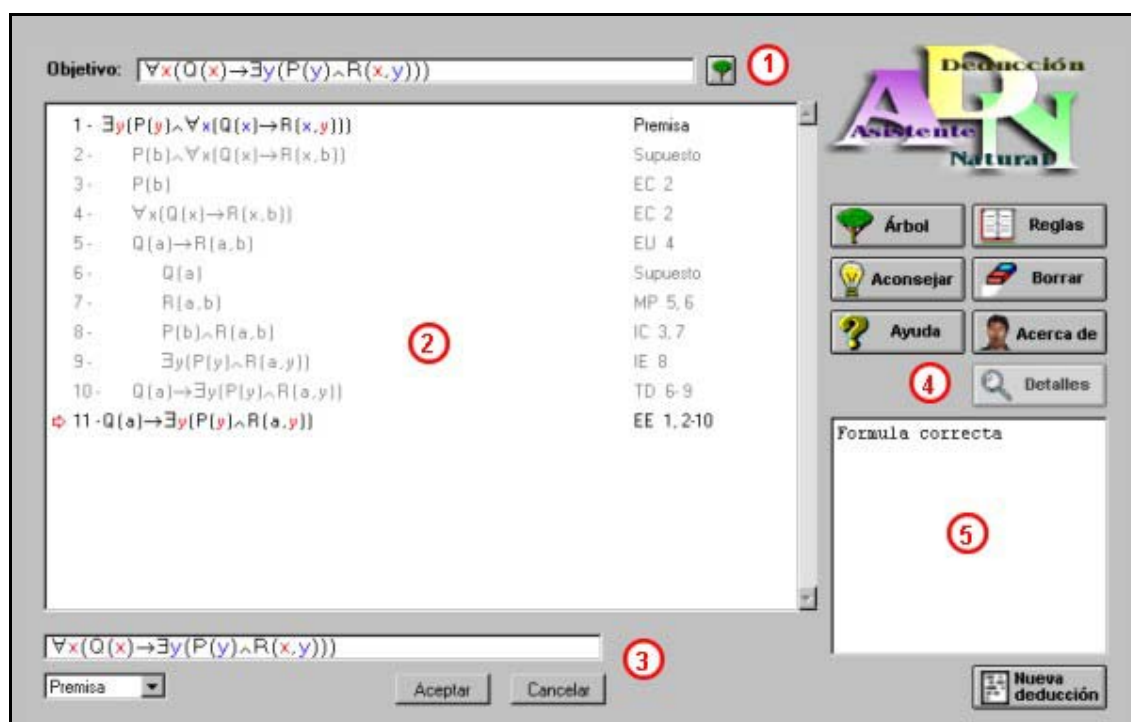 Objetivo: ∀x(Q(x)→∃y(P(y)∧R(x,y)))
1
Deducción
Asistente
Natural
ADN
1 - ∃y(P(y)∧∀x(Q(x)→R(x,y))) Premisa
2 - P(b)∧∀x(Q(x)→R(x,b)) Supuesto
3 - P(b) EC 2
4 - ∀x(Q(x)→R(x,b)) EC 2
5 - Q(a)→R(a,b) EU 4
6 - Q(a) Supuesto
7 - R(a,b) MP 5,6
8 - P(b)∧R(a,b) IC 3,7
9 - ∃y(P(y)∧R(a,y)) IE 8
10 - Q(a)→∃y(P(y)∧R(a,y)) TD 6-9
11 -Q(a)→∃y(P(y)∧R(a,y)) EE 1, 2-10
2
Árbol
Reglas
Aconsejar
Borrar
Ayuda
Acerca de
4
Detalles
Formula correcta
5
∀x(Q(x)→∃y(P(y)∧R(x,y)))
3
Premisa
Aceptar
Cancelar
Nueva
deducción